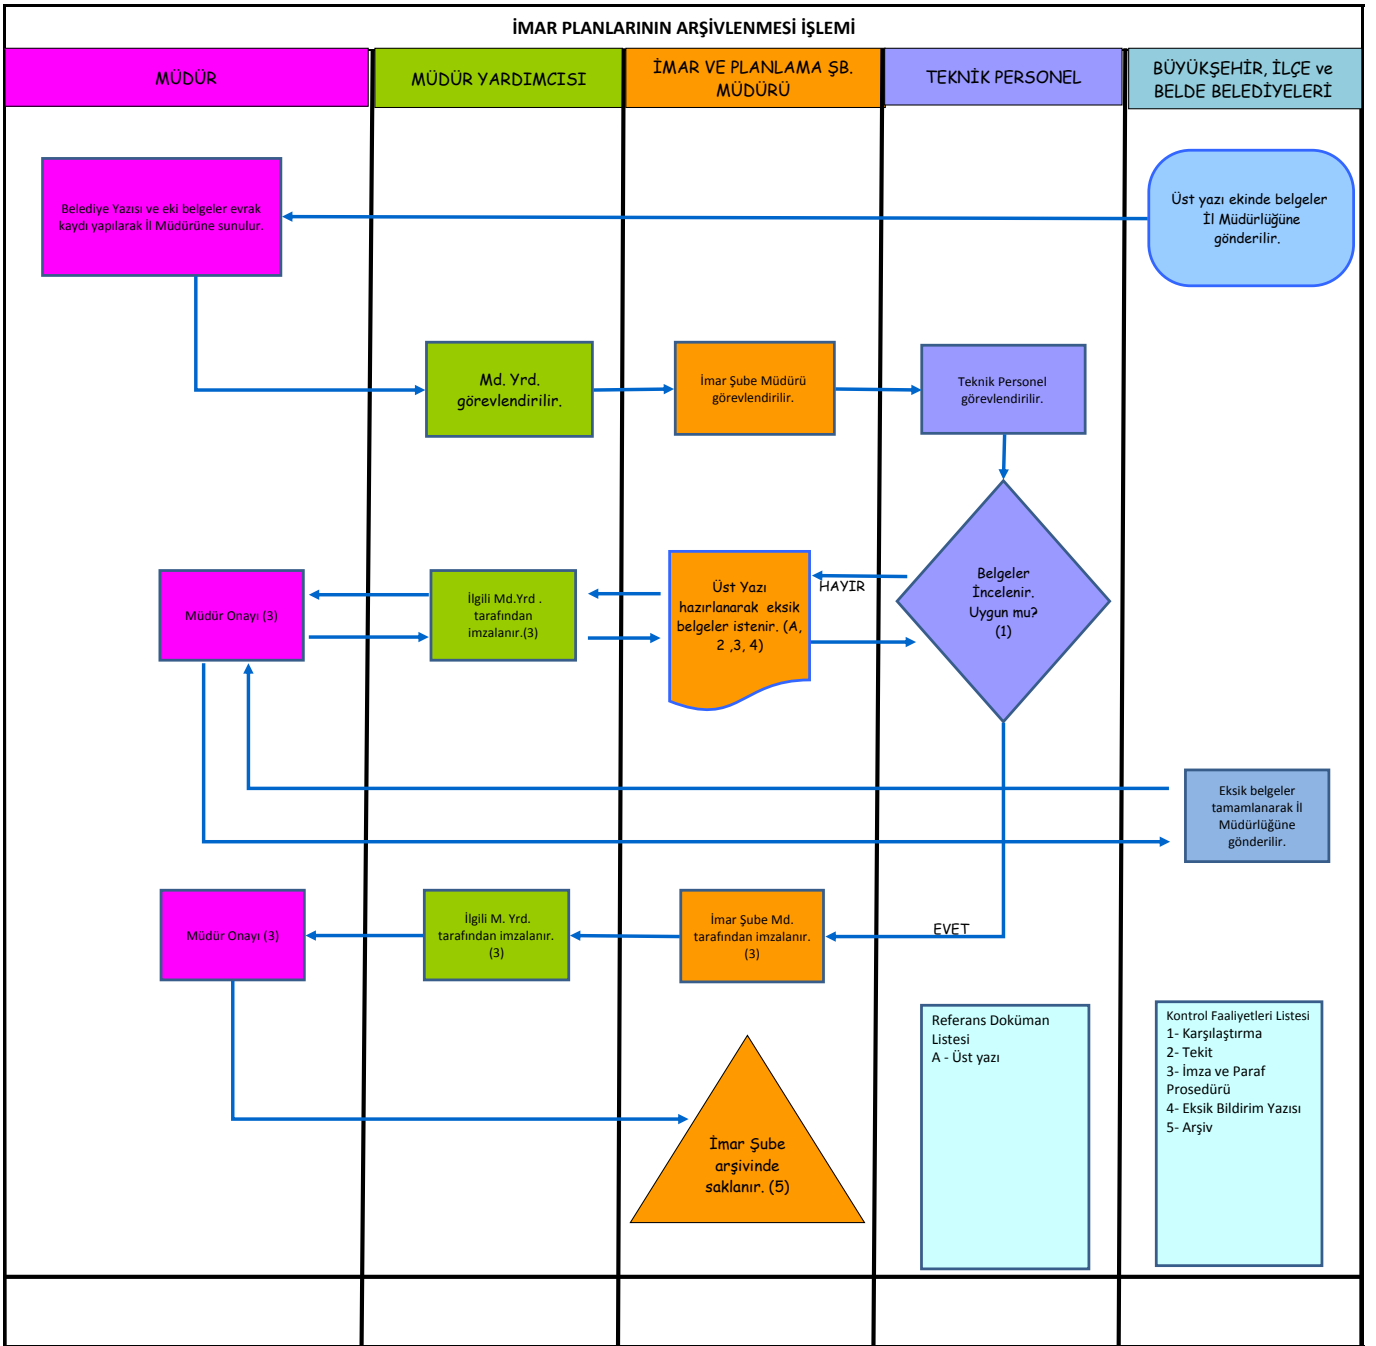 İMAR PLANLARININ ARŞİVLENMESİ İŞLEMİ
MÜDÜR
MÜDÜR YARDIMCISI
İMAR VE PLANLAMA ŞB.
MÜDÜRÜ
TEKNİK PERSONEL
BÜYÜKŞEHİR, İLÇE ve
BELDE BELEDİYELERİ
Üst yazı ekinde belgeler
İl Müdürlüğüne
gönderilir.
Belediye Yazısı ve eki belgeler evrak
kaydı yapılarak İl Müdürüne sunulur.
Md. Yrd.
görevlendirilir.
İmar Şube Müdürü
görevlendirilir.
Teknik Personel
görevlendirilir.
Belgeler
İncelenir.
Uygun mu?
(1)
HAYIR
Üst Yazı
hazırlanarak eksik
belgeler istenir. (A,
2 ,3, 4)
İlgili Md.Yrd .
tarafından
imzalanır.(3)
Müdür Onayı (3)
Eksik belgeler
tamamlanarak İl
Müdürlüğüne
gönderilir.
EVET
İmar Şube Md.
tarafından imzalanır.
(3)
İlgili M. Yrd.
tarafından imzalanır.
(3)
Müdür Onayı (3)
İmar Şube
arşivinde
saklanır. (5)
Referans Doküman
Listesi
A - Üst yazı
Kontrol Faaliyetleri Listesi
1- Karşılaştırma
2- Tekit
3- İmza ve Paraf
Prosedürü
4- Eksik Bildirim Yazısı
5- Arşiv